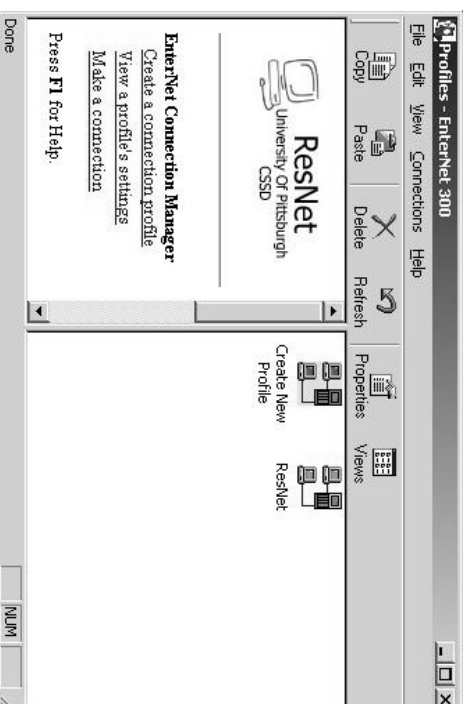 Profiles - EnterNet 300
File Edit View Connections Help
Copy Paste Delete Refresh Properties Views
ResNet
University Of Pittsburgh
CSSD
EnterNet Connection Manager
Create a connection profile
View a profile's settings
Make a connection
Press F1 for Help.
Create New
Profile
ResNet
Done
NUM